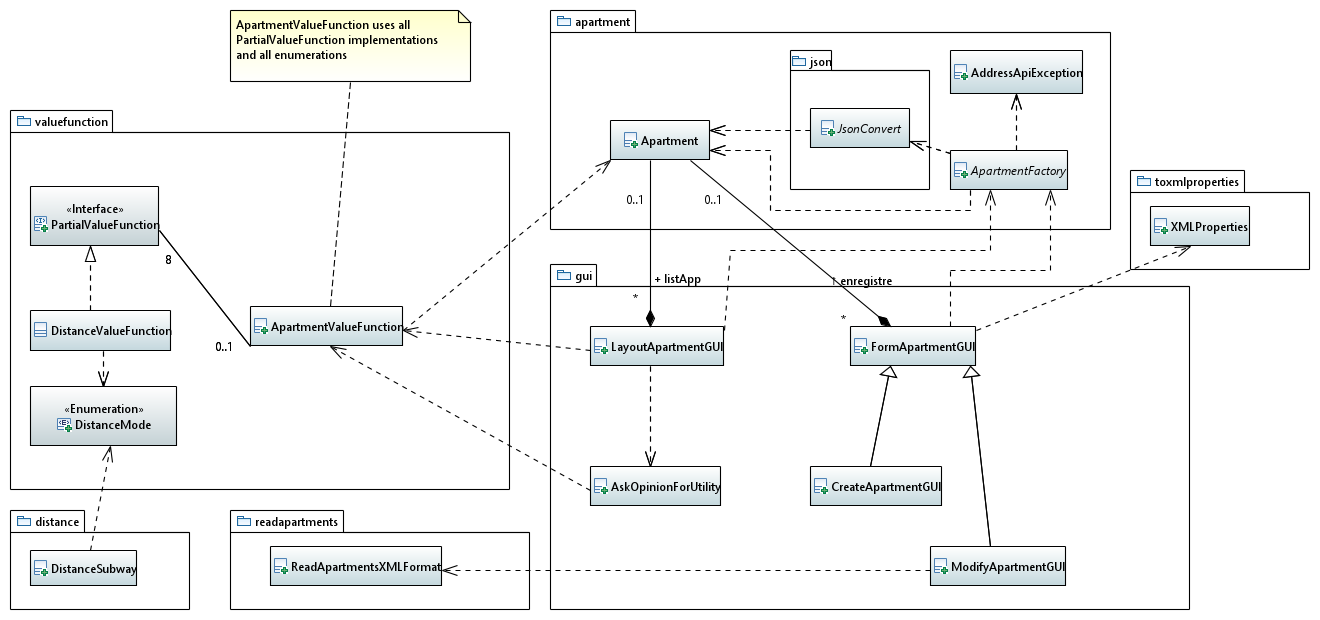 ApartmentValueFunction uses all
PartialValueFunction implementations
and all enumerations
apartment
json
AddressApiException
JsonConvert
Apartment
ApartmentFactory
0..1
0..1
valuefunction
«Interface»
PartialValueFunction
8
DistanceValueFunction
ApartmentValueFunction
0..1
«Enumeration»
DistanceMode
toxmlproperties
XMLProperties
gui
+ listApp
enregistre
*
*
LayoutApartmentGUI
FormApartmentGUI
AskOpinionForUtility
CreateApartmentGUI
ModifyApartmentGUI
distance
DistanceSubway
readapartments
ReadApartmentsXMLFormat